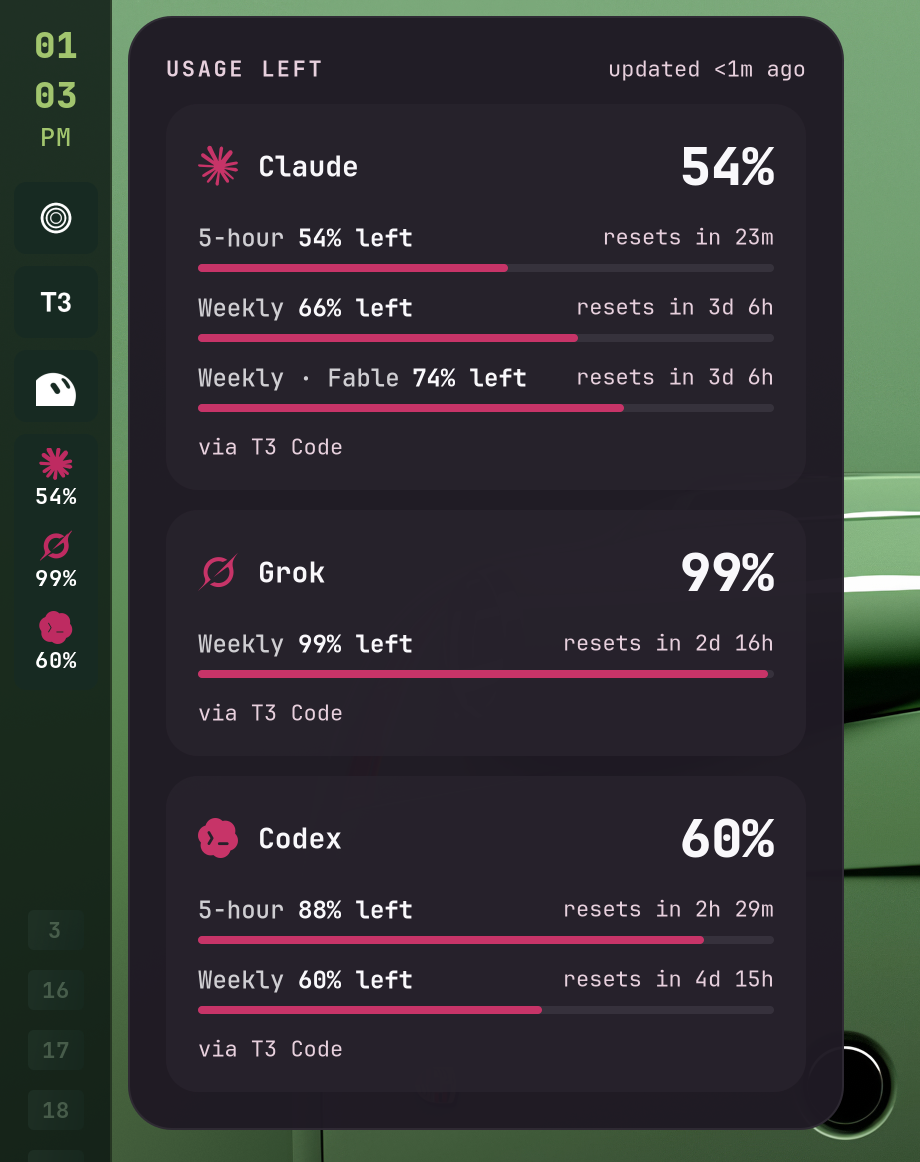 01
03
PM
T3
54%
99%
60%
3
16
17
18
USAGE LEFT updated <1m ago
Claude 54%
5-hour 54% left resets in 23m
Weekly 66% left resets in 3d 6h
Weekly · Fable 74% left resets in 3d 6h
via T3 Code
Grok 99%
Weekly 99% left resets in 2d 16h
via T3 Code
Codex 60%
5-hour 88% left resets in 2h 29m
Weekly 60% left resets in 4d 15h
via T3 Code